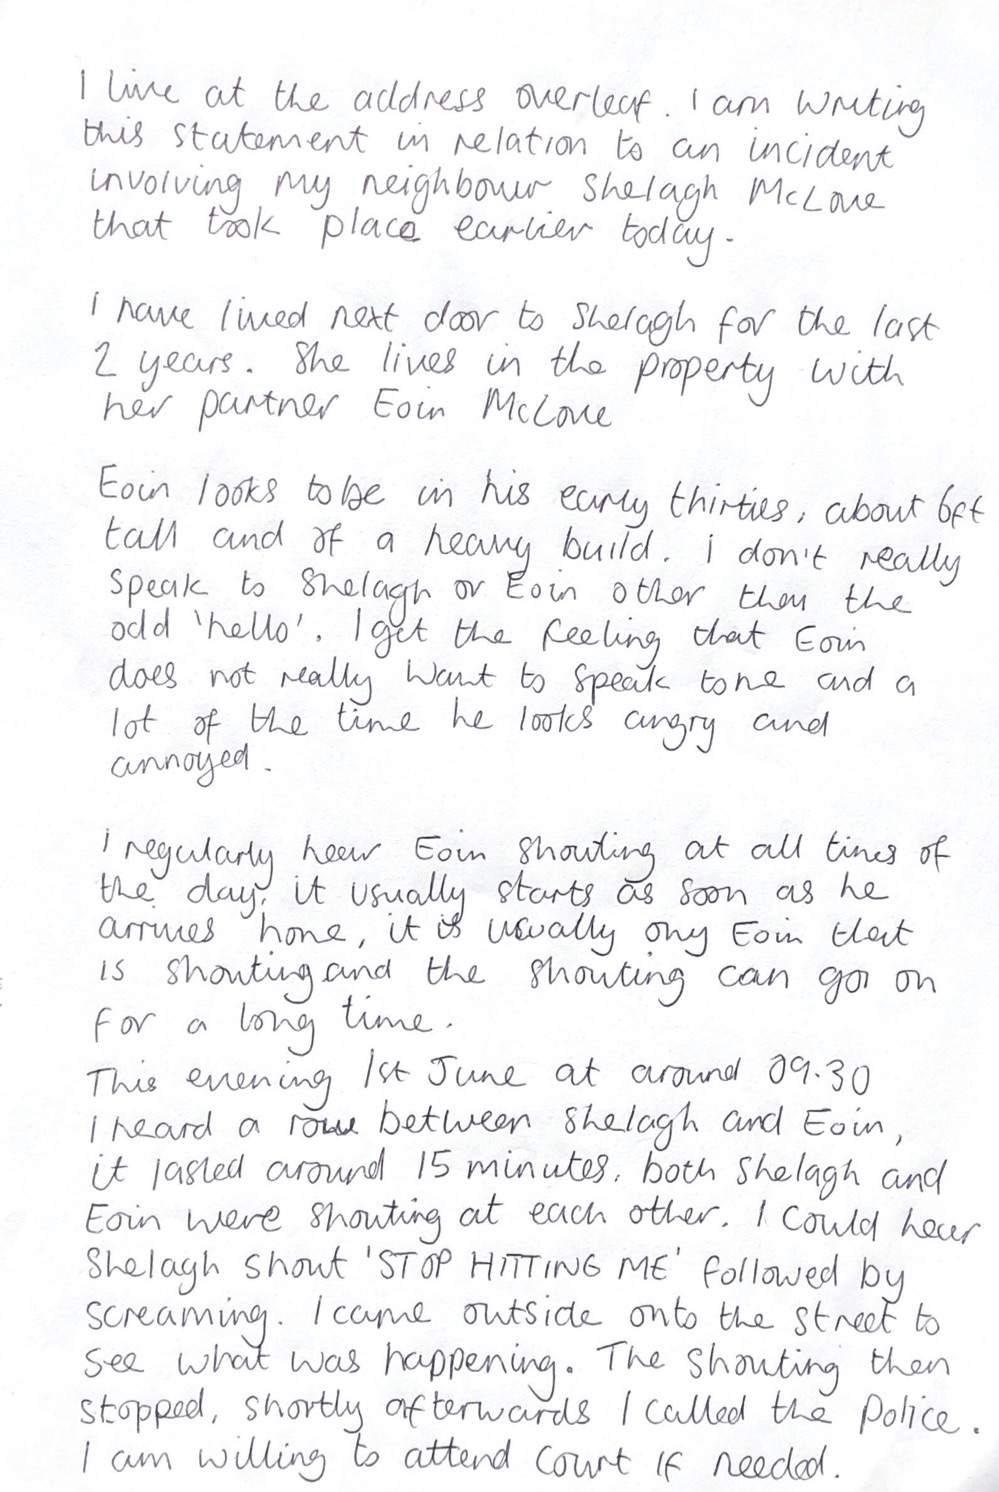 I live at the address overleaf. I am writing
this statement in relation to an incident
involving my neighbour Shelagh McLove
that took place earlier today.
I have lived next door to Shelagh for the last
2 years. She lives in the property with
her partner Eoin McLove
Eoin looks to be in his early thirties, about 6ft
tall and of a heavy build. I don't really
speak to Shelagh or Eoin other than the
odd 'hello'. I get the feeling that Eoin
does not really want to speak to me and a
lot of the time he looks angry and
annoyed.
I regularly hear Eoin shouting at all times of
the day, it usually starts as soon as he
arrives home, it is usually ony Eoin that
is shouting and the shouting can go on
for a long time.
This evening 1st June at around 09.30
I heard a row between Shelagh and Eoin,
it lasted around 15 minutes, both Shelagh and
Eoin were shouting at each other. I could hear
Shelagh shout 'STOP HITTING ME' followed by
screaming. I came outside onto the street to
see what was happening. The shouting then
stopped, shortly afterwards I called the police.
I am willing to attend court if needed.